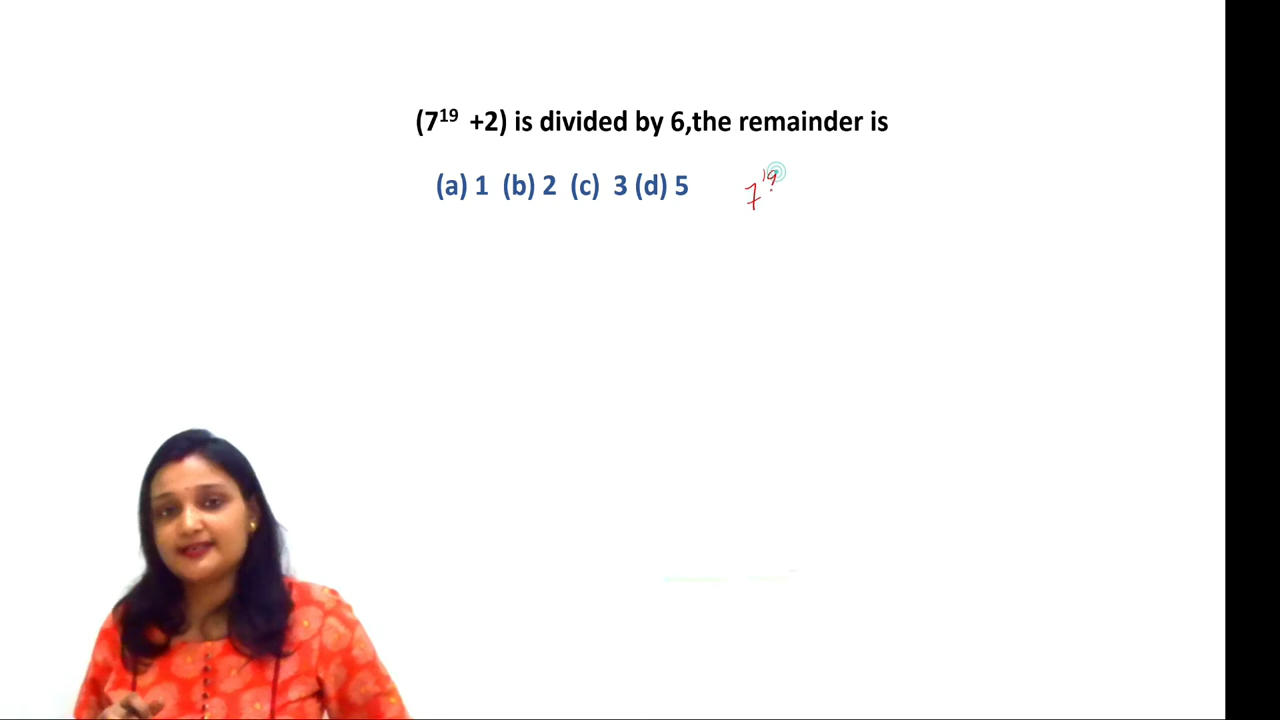 (7¹⁹ +2) is divided by 6,the remainder is
(a) 1 (b) 2 (c) 3 (d) 5
7¹⁹